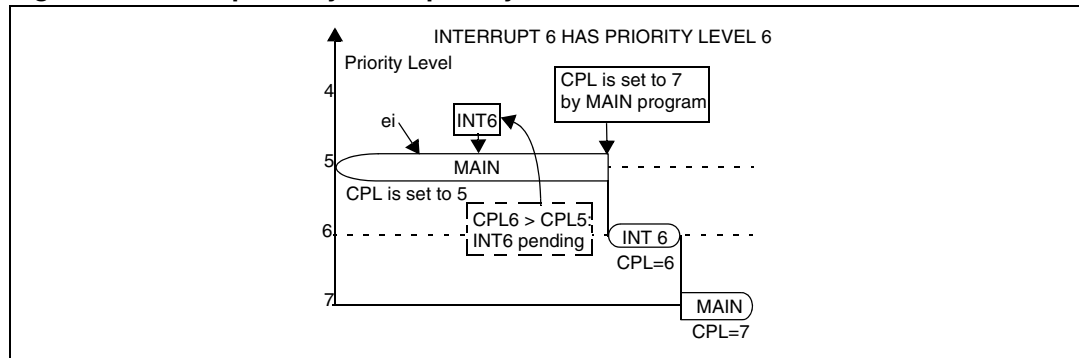 INTERRUPT 6 HAS PRIORITY LEVEL 6
Priority Level
CPL is set to 7
by MAIN program
4
ei
INT6
5
MAIN
CPL is set to 5
CPL6 > CPL5:
INT6 pending
6
INT 6
CPL=6
7
MAIN
CPL=7